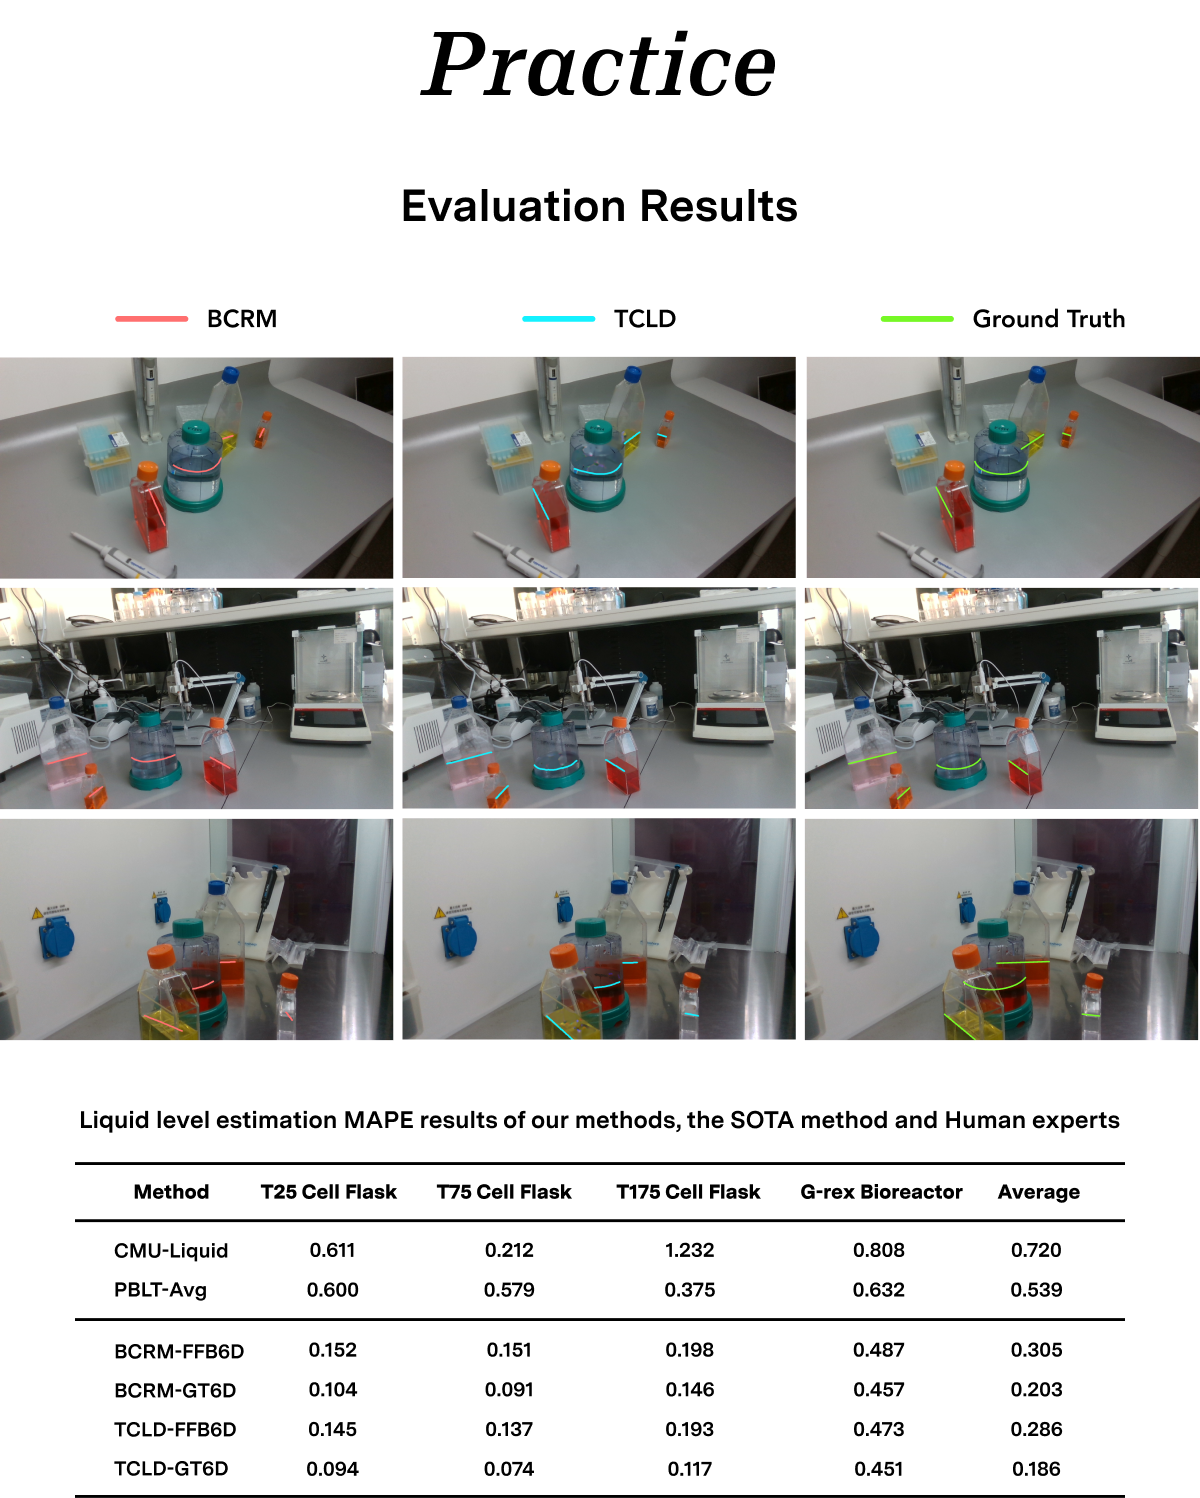 Practice
Evaluation Results
BCRM
TCLD
Ground Truth
Liquid level estimation MAPE results of our methods, the SOTA method and Human experts
Method T25 Cell Flask T75 Cell Flask T175 Cell Flask G-rex Bioreactor Average
CMU-Liquid 0.611 0.212 1.232 0.808 0.720
PBLT-Avg 0.600 0.579 0.375 0.632 0.539
BCRM-FFB6D 0.152 0.151 0.198 0.487 0.305
BCRM-GT6D 0.104 0.091 0.146 0.457 0.203
TCLD-FFB6D 0.145 0.137 0.193 0.473 0.286
TCLD-GT6D 0.094 0.074 0.117 0.451 0.186